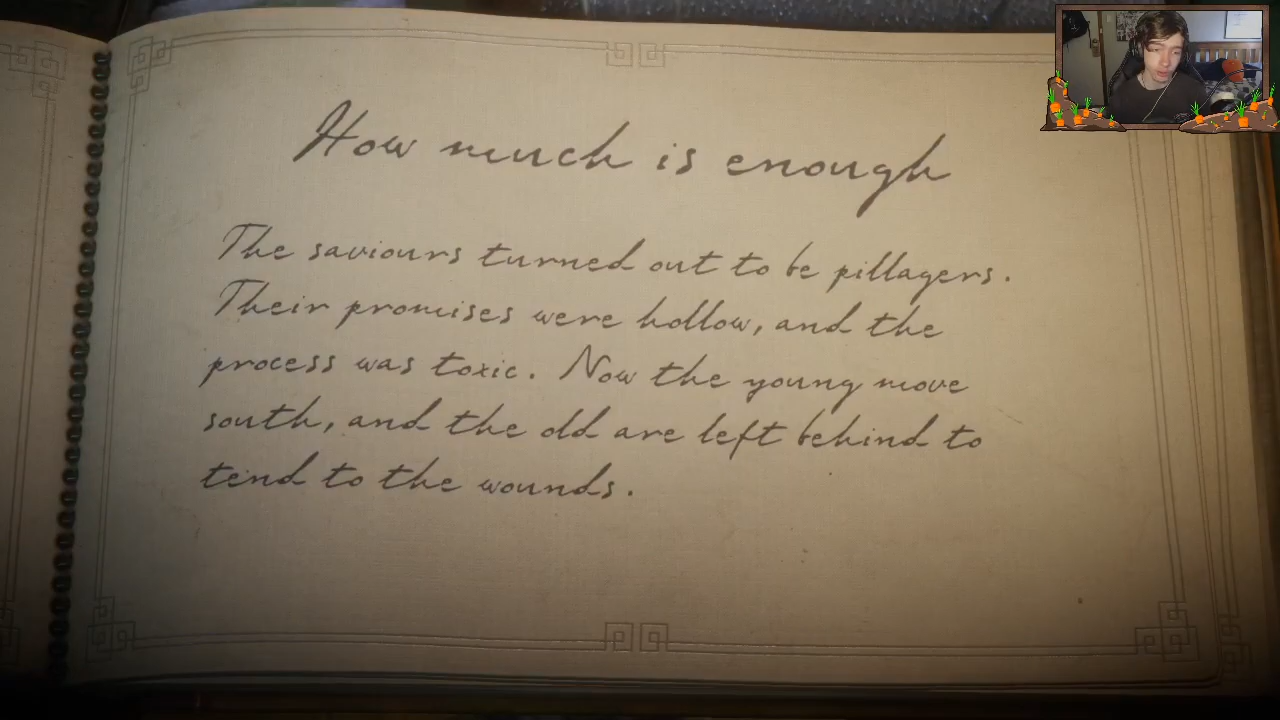 How much is enough
The saviours turned out to be pillagers.
Their promises were hollow, and the
process was toxic. Now the young move
south, and the old are left behind to
tend to the wounds.